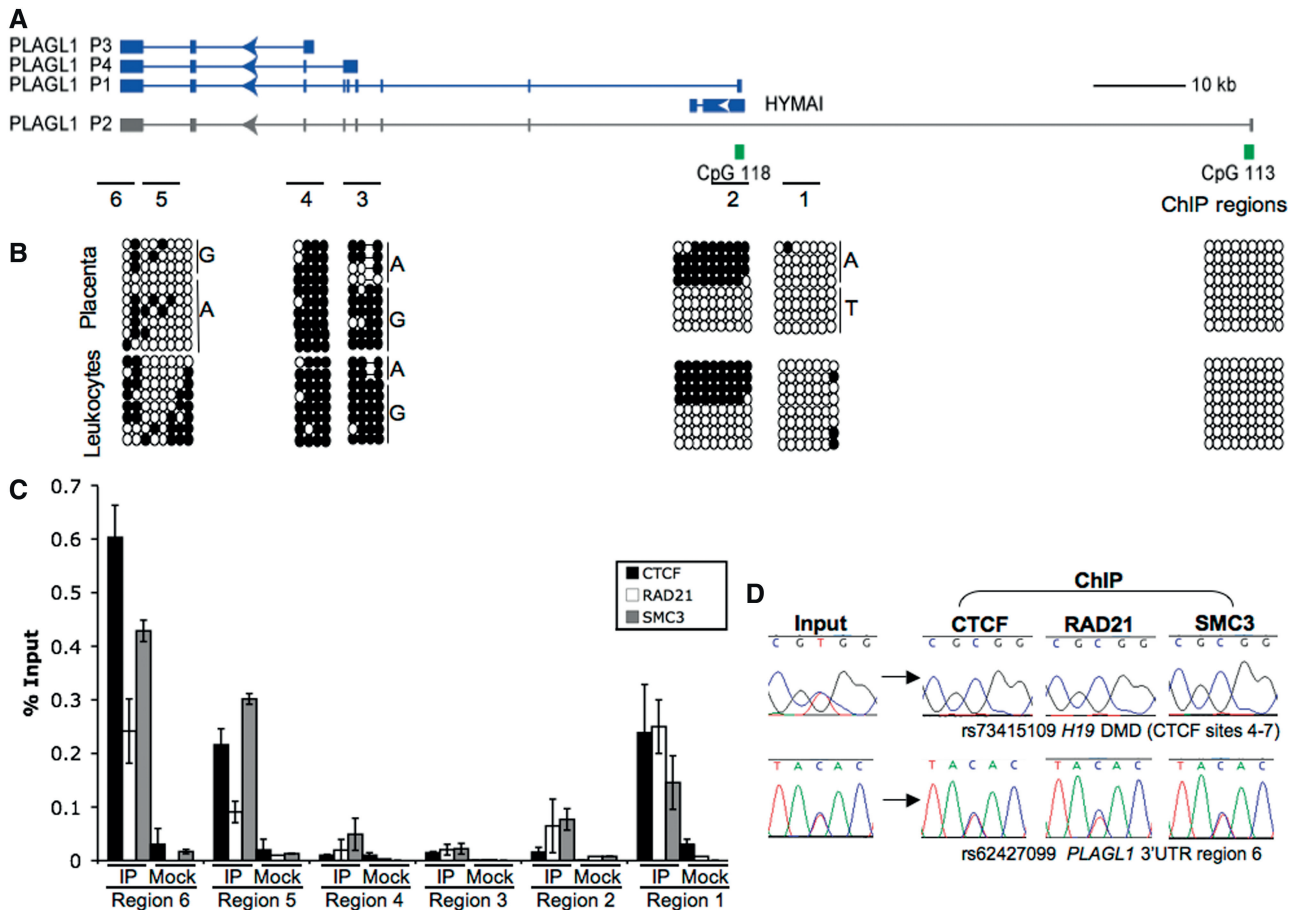 A
PLAGL1 P3
PLAGL1 P4
PLAGL1 P1
10 kb
HYMAI
PLAGL1 P2
CpG 118
CpG 113
6 5 4 3 2 1 ChIP regions
B
Placenta
G
A
A
G
A
T
Leukocytes
A
G
C
0.7
0.6
0.5
0.4
0.3
0.2
0.1
0
% Input
CTCF
RAD21
SMC3
IP Mock IP Mock IP Mock IP Mock IP Mock IP Mock
Region 6 Region 5 Region 4 Region 3 Region 2 Region 1
D
ChIP
Input CTCF RAD21 SMC3
C G T G G C G C G G C G C G G C G C G G
rs73415109 H19 DMD (CTCF sites 4-7)
T A C A C T A C A C T A C A C T A C A C
rs62427099 PLAGL1 3'UTR region 6